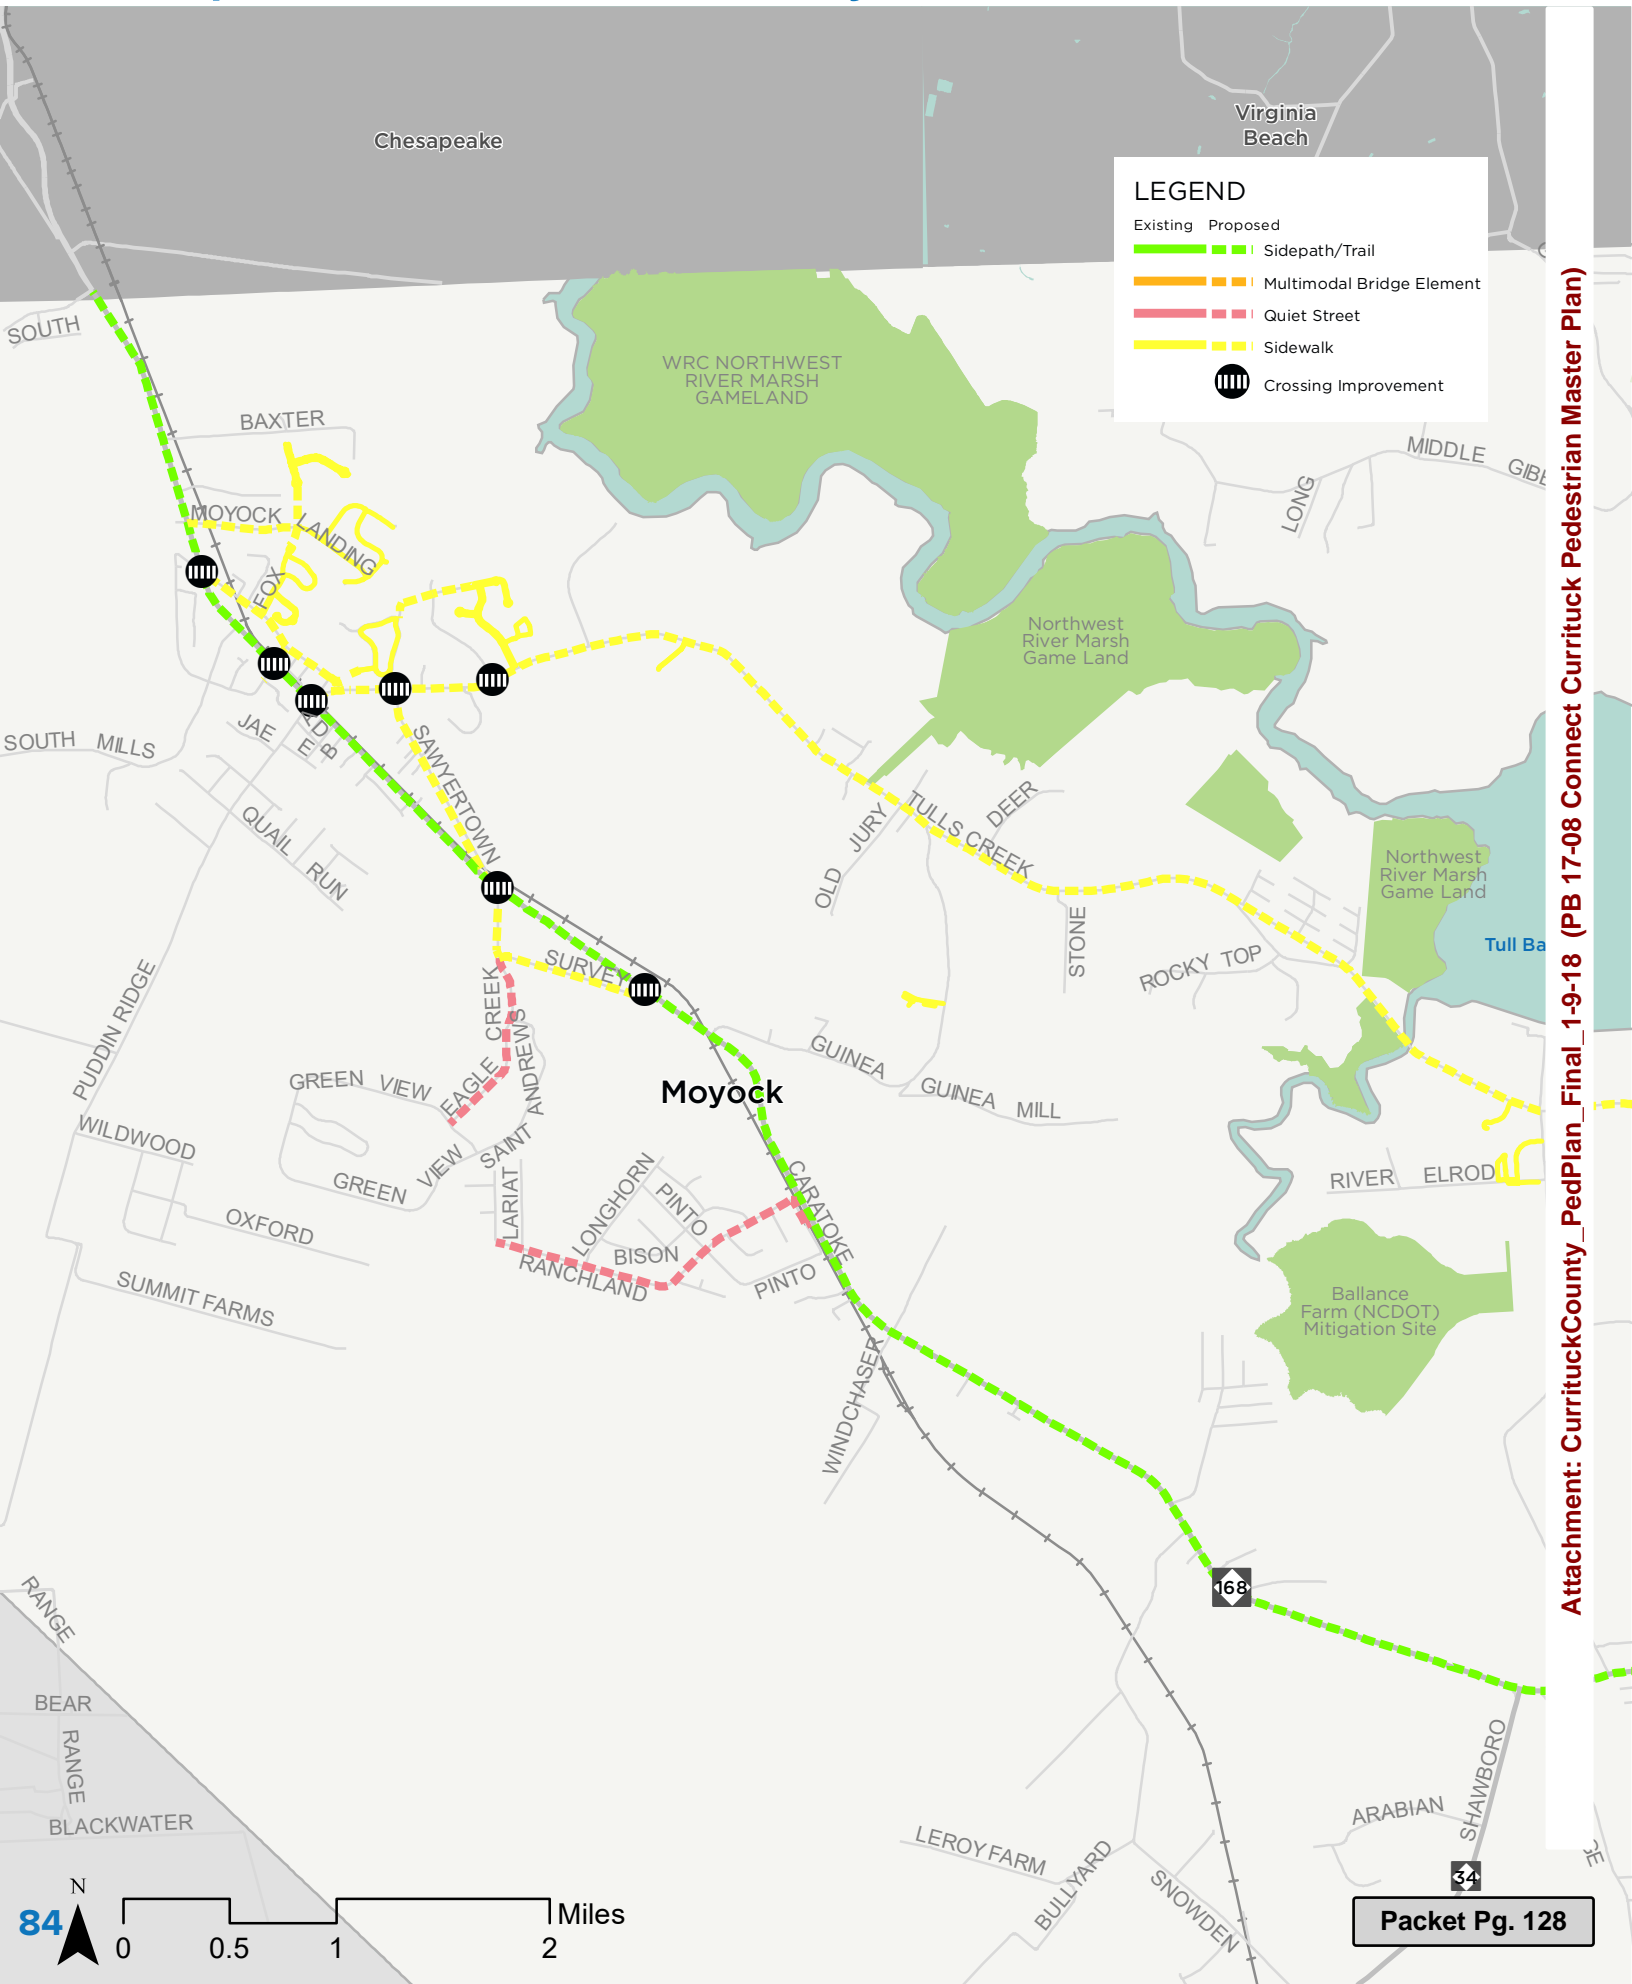 Chesapeake
Virginia
Beach
LEGEND
Existing Proposed
Sidepath/Trail
Multimodal Bridge Element
Quiet Street
Sidewalk
Crossing Improvement
SOUTH
WRC NORTHWEST
RIVER MARSH
GAMELAND
BAXTER
MIDDLE
LONG
MOYOCK
LANDING
FOX
Northwest
River Marsh
Game Land
SOUTH MILLS
JAE
SAWYERTOWN
QUAIL
RUN
OLD
JURY
TULLS CREEK
DEER
Northwest
River Marsh
Game Land
Tull Ba
STONE
ROCKY TOP
SURVEY
CREEK
EAGLE
ANDREWS
SAINT
PUDDIN RIDGE
GREEN VIEW
GREEN
VIEW
GUINEA
GUINEA MILL
Moyock
WILDWOOD
OXFORD
SUMMIT FARMS
LARIAT
LONGHORN
PINTO
BISON
RANCHLAND
PINTO
CARATOKE
RIVER
ELROD
Ballance
Farm (NCDOT)
Mitigation Site
WINDCHASER
168
RANGE
BEAR
RANGE
BLACKWATER
SHAWBORO
ARABIAN
34
LEROY FARM
BULLYARD
SNOWDEN
Attachment: CurrituckCounty_PedPlan_Final_1-9-18 (PB 17-08 Connect Currituck Pedestrian Master Plan)
N
84
Miles
0 0.5 1 2
Packet Pg. 128